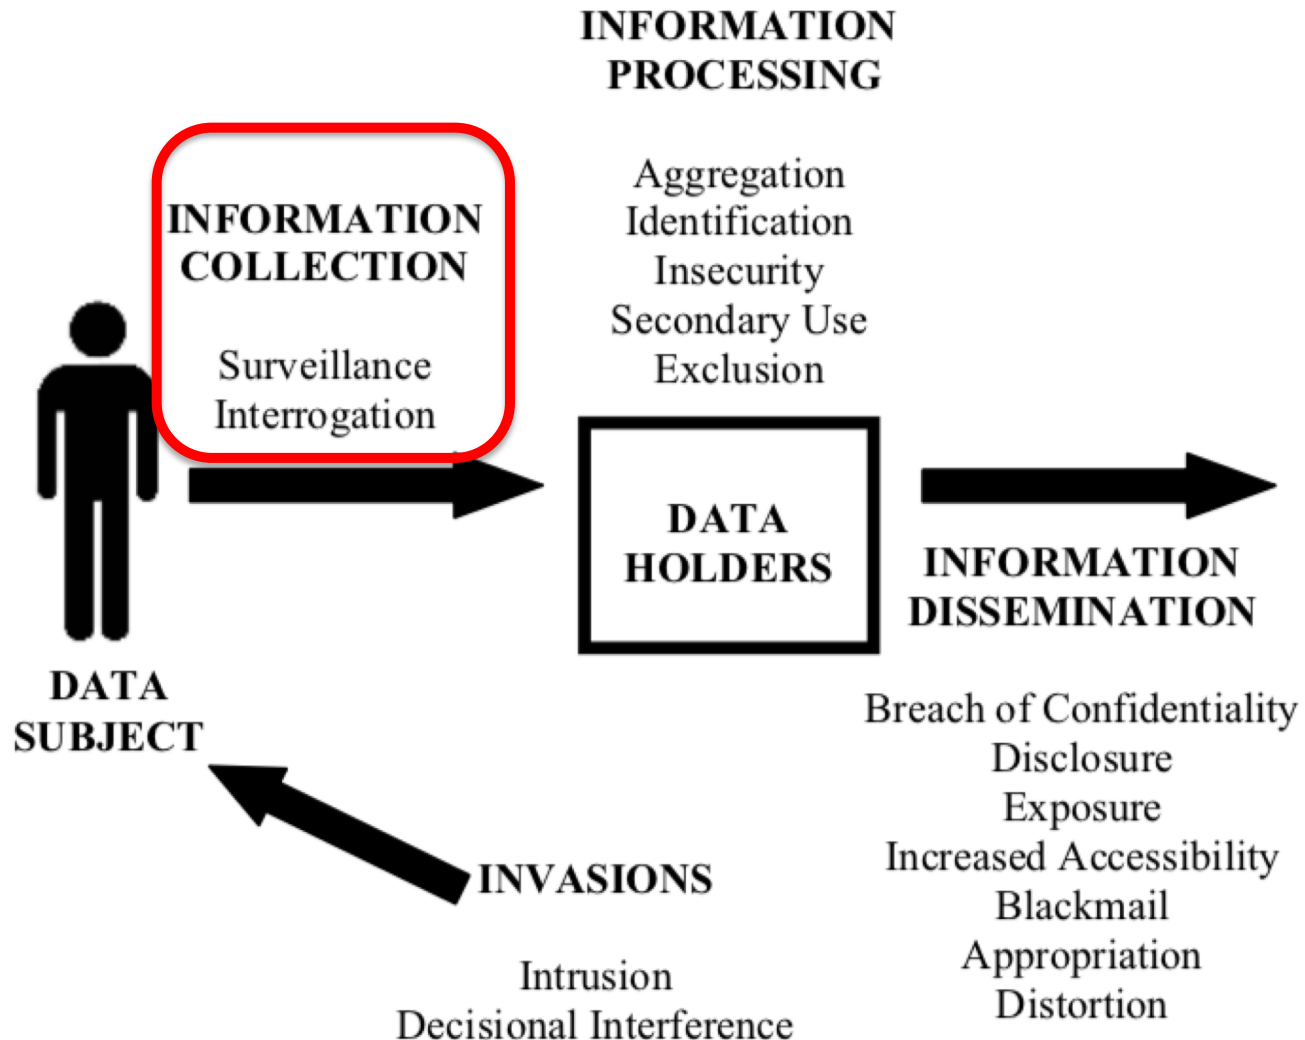 INFORMATION
PROCESSING
Aggregation
Identification
Insecurity
Secondary Use
Exclusion
INFORMATION
COLLECTION
Surveillance
Interrogation
DATA
HOLDERS
INFORMATION
DISSEMINATION
Breach of Confidentiality
Disclosure
Exposure
Increased Accessibility
Blackmail
Appropriation
Distortion
DATA
SUBJECT
INVASIONS
Intrusion
Decisional Interference